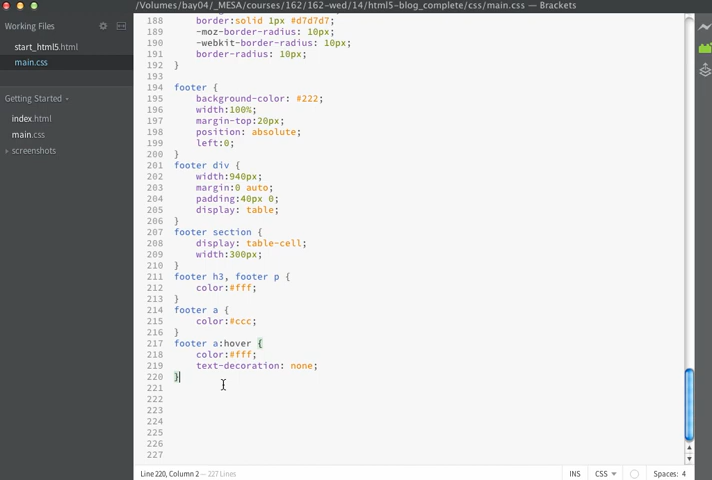 /Volumes/bay04/_MESA/courses/162/162-wed/14/html5-blog_complete/css/main.css — Brackets
Working Files
start_html5.html
main.css
Getting Started
index.html
main.css
screenshots
188 border:solid 1px #d7d7d7;
189 -moz-border-radius: 10px;
190 -webkit-border-radius: 10px;
191 border-radius: 10px;
192 }
193
194 footer {
195 background-color: #222;
196 width:100%;
197 margin-top:20px;
198 position: absolute;
199 left:0;
200 }
201 footer div {
202 width:940px;
203 margin:0 auto;
204 padding:40px 0;
205 display: table;
206 }
207 footer section {
208 display: table-cell;
209 width:300px;
210 }
211 footer h3, footer p {
212 color:#fff;
213 }
214 footer a {
215 color:#ccc;
216 }
217 footer a:hover {
218 color:#fff;
219 text-decoration: none;
220 }
221
222
223
224
225
226
227
Line 220, Column 2 — 227 Lines
INS CSS Spaces: 4